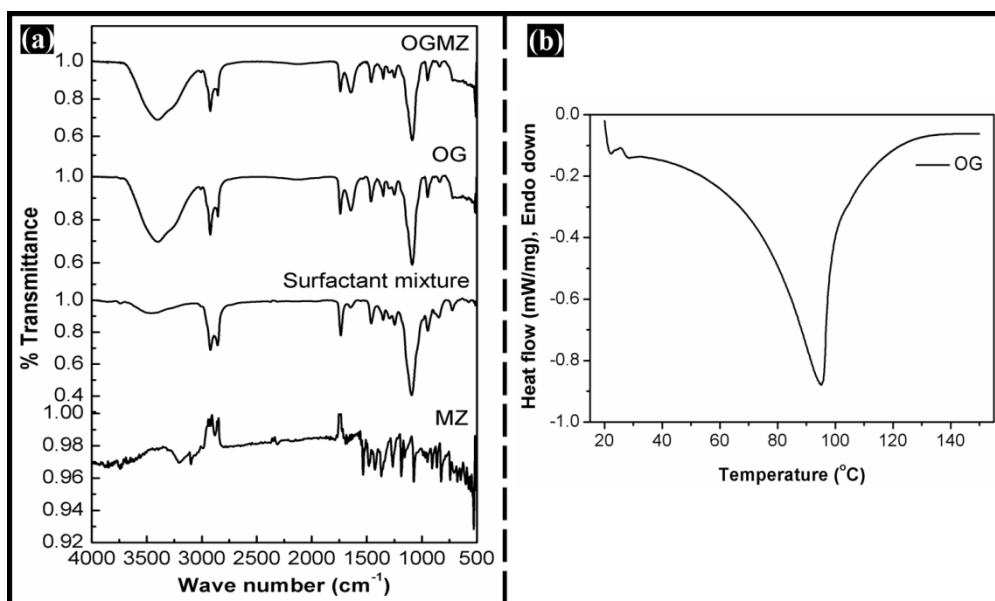 (a)
OGMZ
1.0
0.8
0.6
OG
1.0
0.8
0.6
Surfactant mixture
1.0
0.8
0.6
0.4
MZ
1.00
0.98
0.96
0.94
0.92
% Transmittance
4000 3500 3000 2500 2000 1500 1000 500
Wave number (cm⁻¹)
(b)
0.0
-0.2
-0.4
-0.6
-0.8
-1.0
OG
Heat flow (mW/mg), Endo down
20 40 60 80 100 120 140
Temperature (°C)